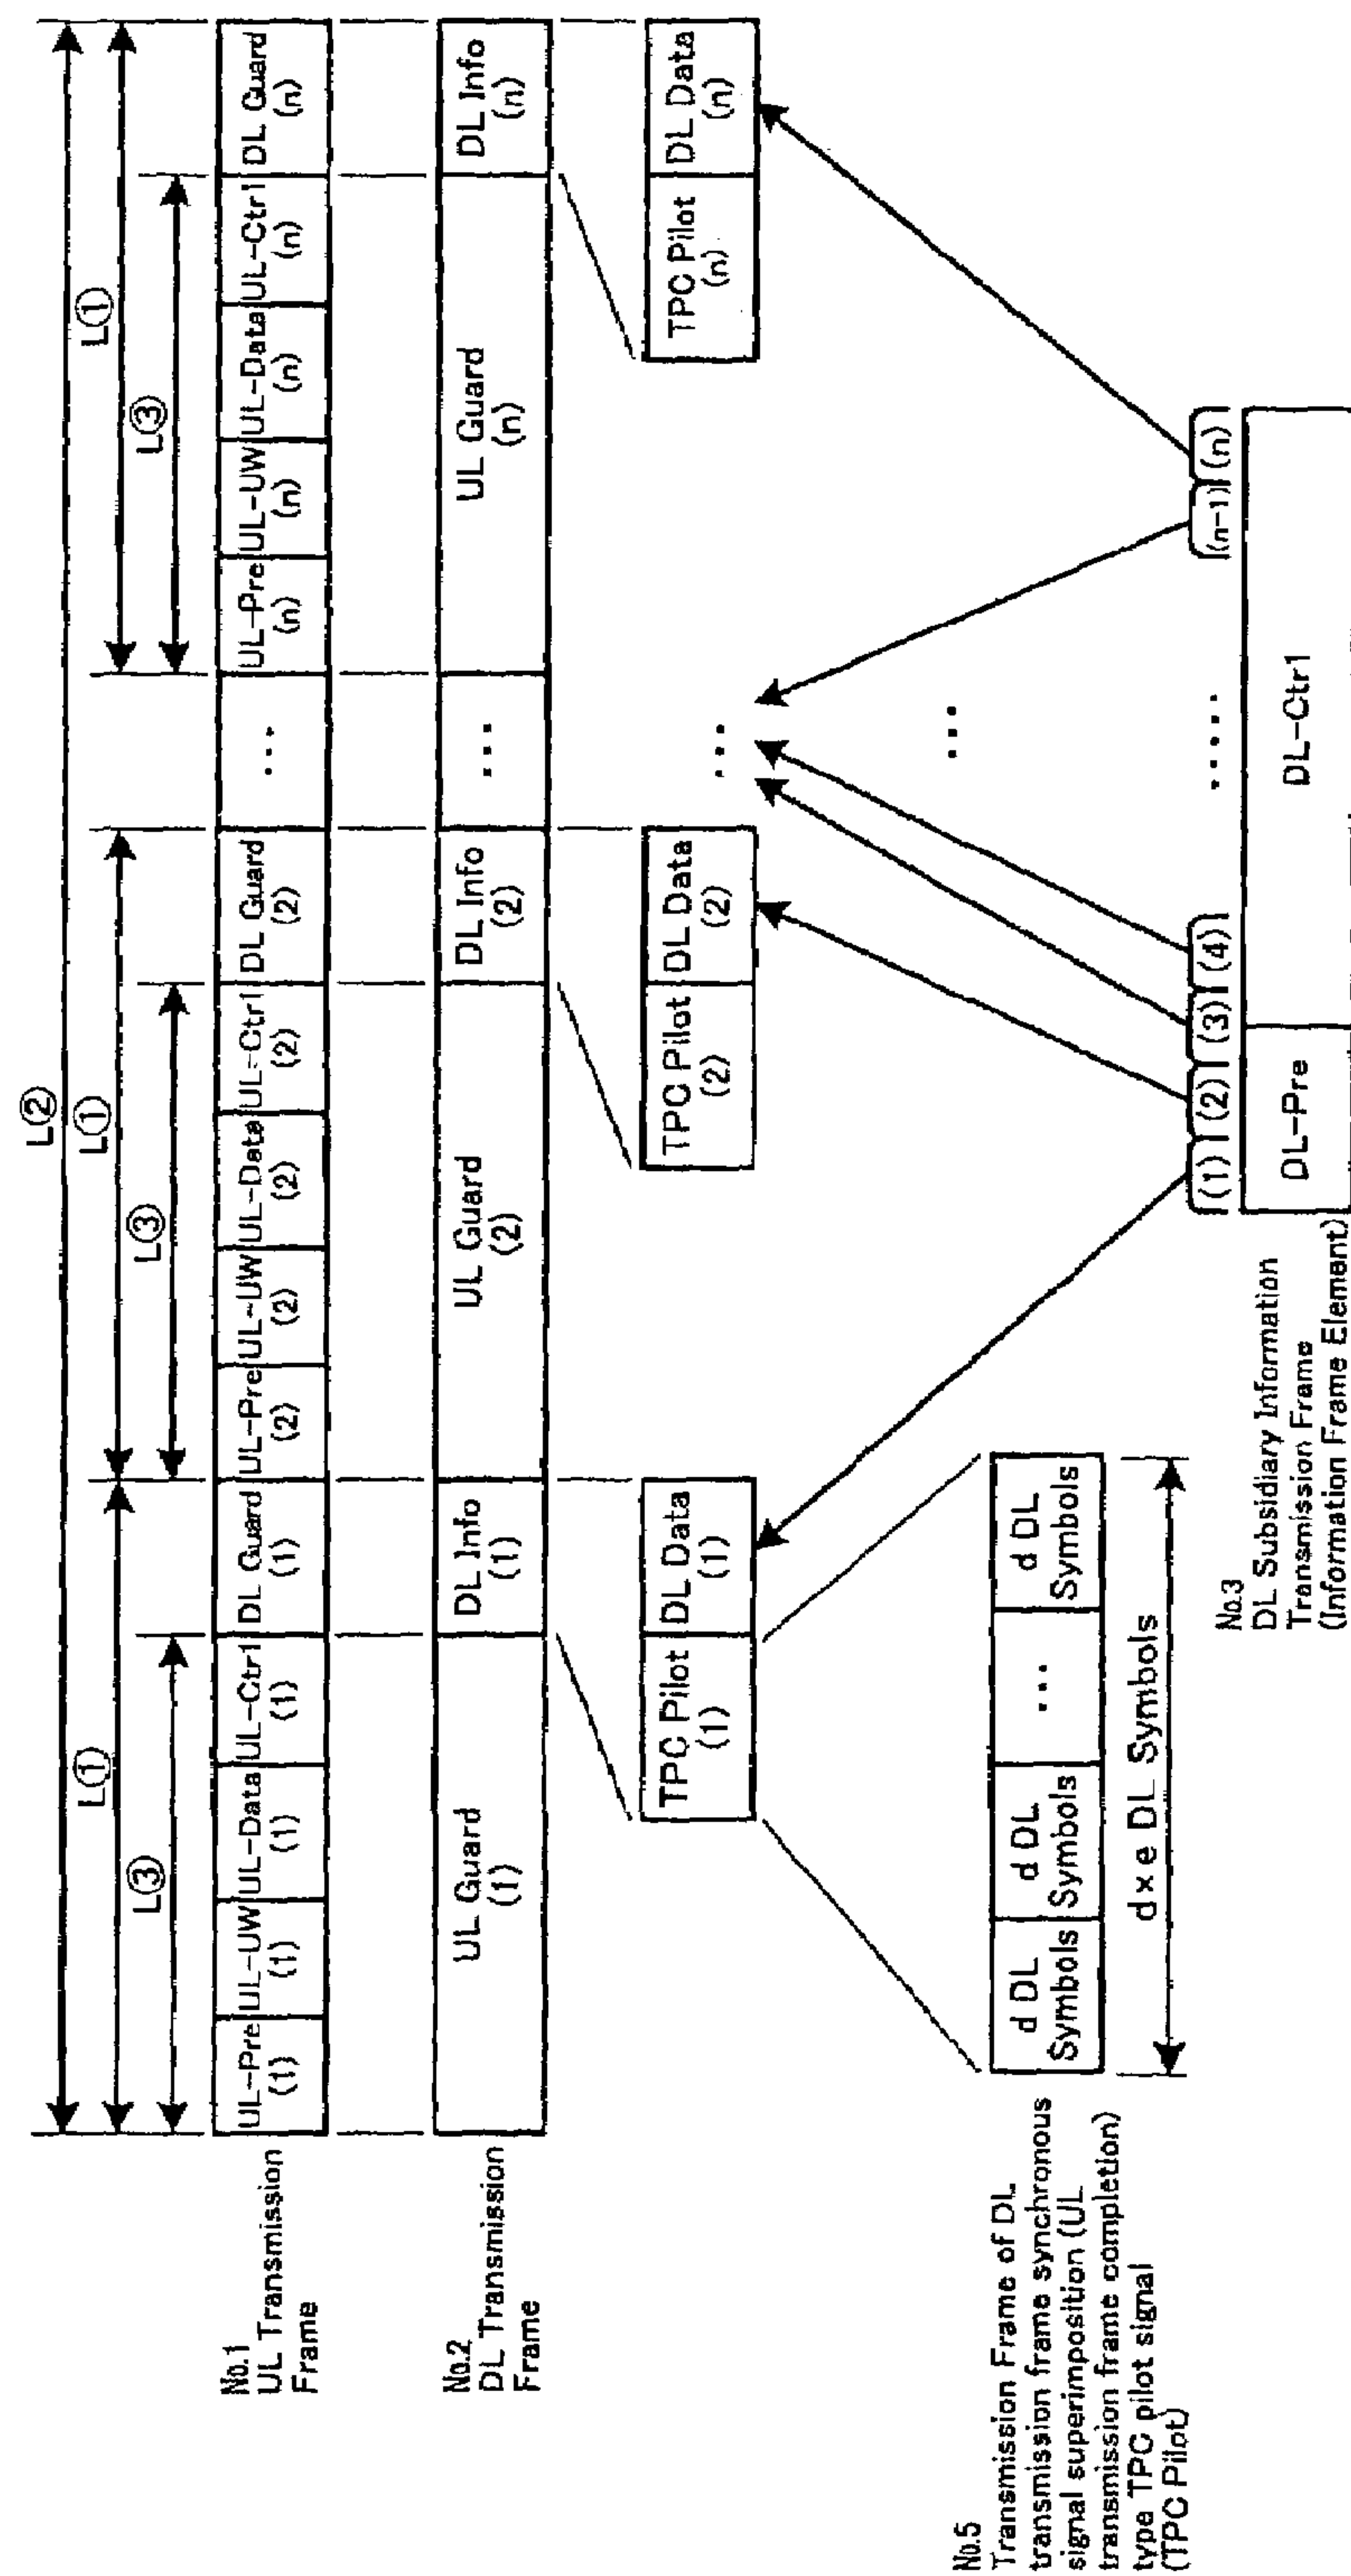 L②
L① L① L①
L③ L③ L③
No.1
UL Transmission
Frame
UL-Pre UL-UW UL-Data UL-Ctrl DL Guard UL-Pre UL-UW UL-Data UL-Ctrl DL Guard ... UL-Pre UL-UW UL-Data UL-Ctrl DL Guard
(1) (1) (1) (1) (1) (2) (2) (2) (2) (2) (n) (n) (n) (n) (n)
No.2
DL Transmission
Frame
UL Guard DL Info UL Guard DL Info ... UL Guard DL Info
(1) (1) (2) (2) (n) (n)
TPC Pilot DL Data TPC Pilot DL Data ... TPC Pilot DL Data
(1) (1) (2) (2) (n) (n)
No.5
Transmission Frame of DL
transmission frame synchronous
signal superimposition (UL
transmission frame completion)
type TPC pilot signal
(TPC Pilot)
d DL d DL ... d DL
Symbols Symbols Symbols
d × e DL Symbols
...
No.3
DL Subsidiary Information
Transmission Frame
(Information Frame Element)
(1) (2) (3) (4) ..... (n-1) (n)
DL-Pre DL-Ctrl